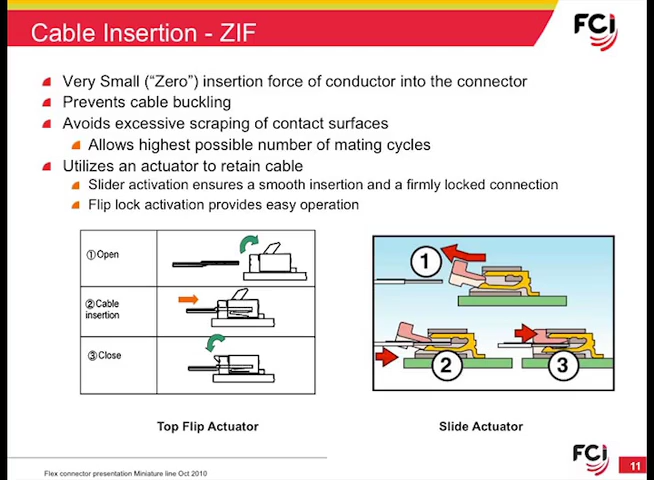 Cable Insertion - ZIF
FCi
Very Small (“Zero”) insertion force of conductor into the connector
Prevents cable buckling
Avoids excessive scraping of contact surfaces
Allows highest possible number of mating cycles
Utilizes an actuator to retain cable
Slider activation ensures a smooth insertion and a firmly locked connection
Flip lock activation provides easy operation
①Open
②Cable
insertion
③Close
1
2
3
Top Flip Actuator
Slide Actuator
FCi
Flex connector presentation Miniature line Oct 2010
11